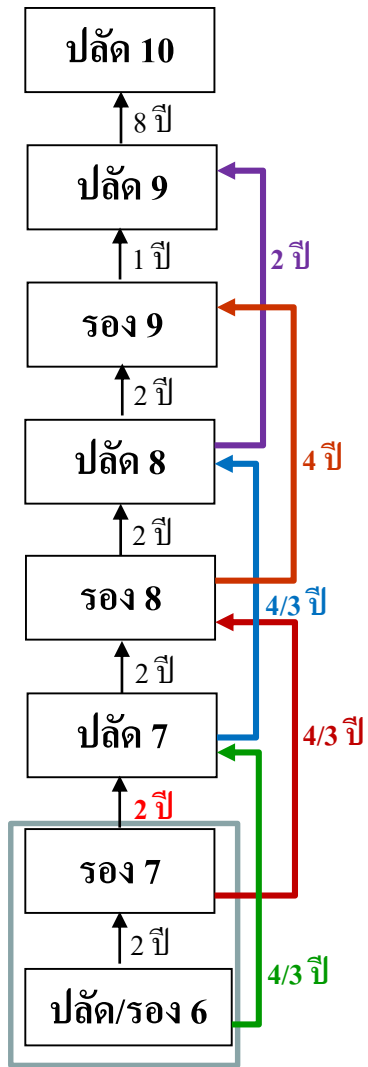 ปลัด 10
8 ปี
ปลัด 9
1 ปี
2 ปี
รอง 9
2 ปี
ปลัด 8
4 ปี
2 ปี
รอง 8
4/3 ปี
2 ปี
ปลัด 7
4/3 ปี
2 ปี
รอง 7
2 ปี
4/3 ปี
ปลัด/รอง 6